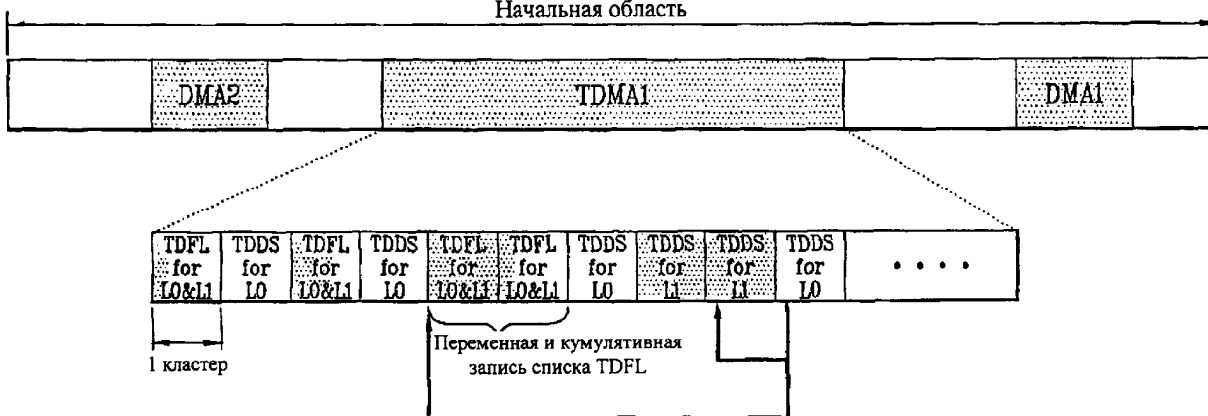 Начальная область
DMA2 TDMA1 DMA1
TDFL TDDS TDFL TDDS TDFL TDFL TDDS TDDS TDDS TDDS
for for for for for for for for for for
L0&L1 L0 L0&L1 L0 L0&L1 L0&L1 L0 L1 L1 L0
1 кластер
Переменная и кумулятивная
запись списка TDFL